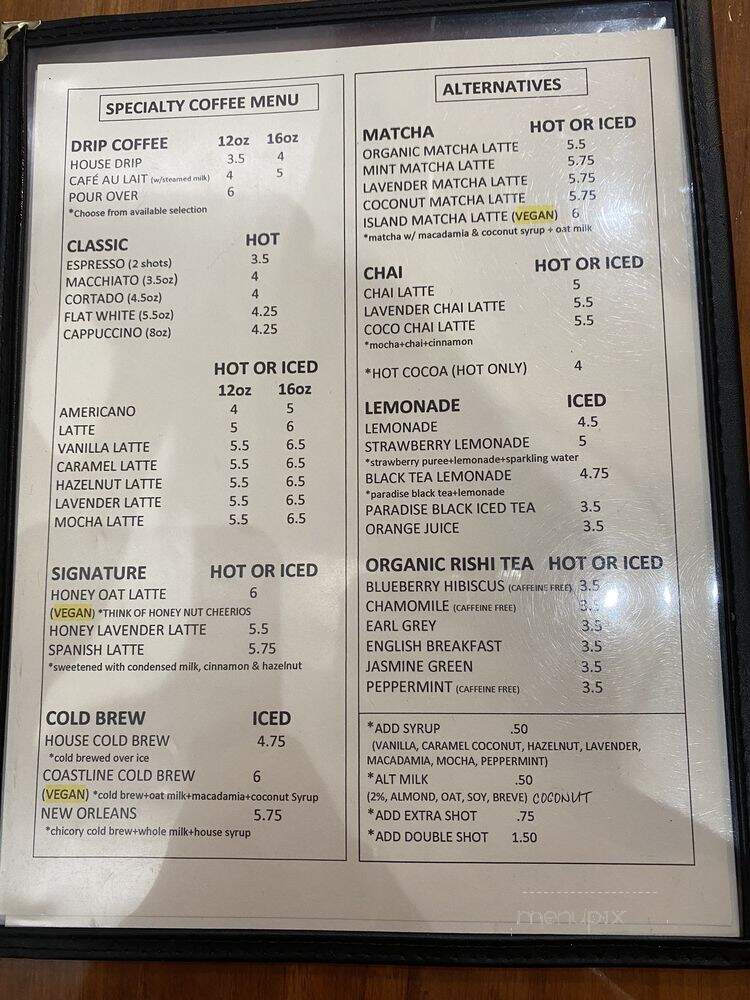 SPECIALTY COFFEE MENU
DRIP COFFEE 12oz 16oz
HOUSE DRIP 3.5 4
CAFÉ AU LAIT (w/steamed milk) 4 5
POUR OVER 6
*Choose from available selection
CLASSIC HOT
ESPRESSO (2 shots) 3.5
MACCHIATO (3.5oz) 4
CORTADO (4.5oz) 4
FLAT WHITE (5.5oz) 4.25
CAPPUCCINO (8oz) 4.25
HOT OR ICED
12oz 16oz
AMERICANO 4 5
LATTE 5 6
VANILLA LATTE 5.5 6.5
CARAMEL LATTE 5.5 6.5
HAZELNUT LATTE 5.5 6.5
LAVENDER LATTE 5.5 6.5
MOCHA LATTE 5.5 6.5
SIGNATURE HOT OR ICED
HONEY OAT LATTE 6
(VEGAN) *THINK OF HONEY NUT CHEERIOS
HONEY LAVENDER LATTE 5.5
SPANISH LATTE 5.75
*sweetened with condensed milk, cinnamon & hazelnut
COLD BREW ICED
HOUSE COLD BREW 4.75
*cold brewed over ice
COASTLINE COLD BREW 6
(VEGAN) *cold brew+oat milk+macadamia+coconut Syrup
NEW ORLEANS 5.75
*chicory cold brew+whole milk+house syrup
ALTERNATIVES
MATCHA HOT OR ICED
ORGANIC MATCHA LATTE 5.5
MINT MATCHA LATTE 5.75
LAVENDER MATCHA LATTE 5.75
COCONUT MATCHA LATTE 5.75
ISLAND MATCHA LATTE (VEGAN) 6
*matcha w/ macadamia & coconut syrup + oat milk
CHAI HOT OR ICED
CHAI LATTE 5
LAVENDER CHAI LATTE 5.5
COCO CHAI LATTE 5.5
*mocha+chai+cinnamon
*HOT COCOA (HOT ONLY) 4
LEMONADE ICED
LEMONADE 4.5
STRAWBERRY LEMONADE 5
*strawberry puree+lemonade+sparkling water
BLACK TEA LEMONADE 4.75
*paradise black tea+lemonade
PARADISE BLACK ICED TEA 3.5
ORANGE JUICE 3.5
ORGANIC RISHI TEA HOT OR ICED
BLUEBERRY HIBISCUS (CAFFEINE FREE) 3.5
CHAMOMILE (CAFFEINE FREE) 3.5
EARL GREY 3.5
ENGLISH BREAKFAST 3.5
JASMINE GREEN 3.5
PEPPERMINT (CAFFEINE FREE) 3.5
*ADD SYRUP .50
(VANILLA, CARAMEL COCONUT, HAZELNUT, LAVENDER,
MACADAMIA, MOCHA, PEPPERMINT)
*ALT MILK .50
(2%, ALMOND, OAT, SOY, BREVE) COCONUT
*ADD EXTRA SHOT .75
*ADD DOUBLE SHOT 1.50
menupix